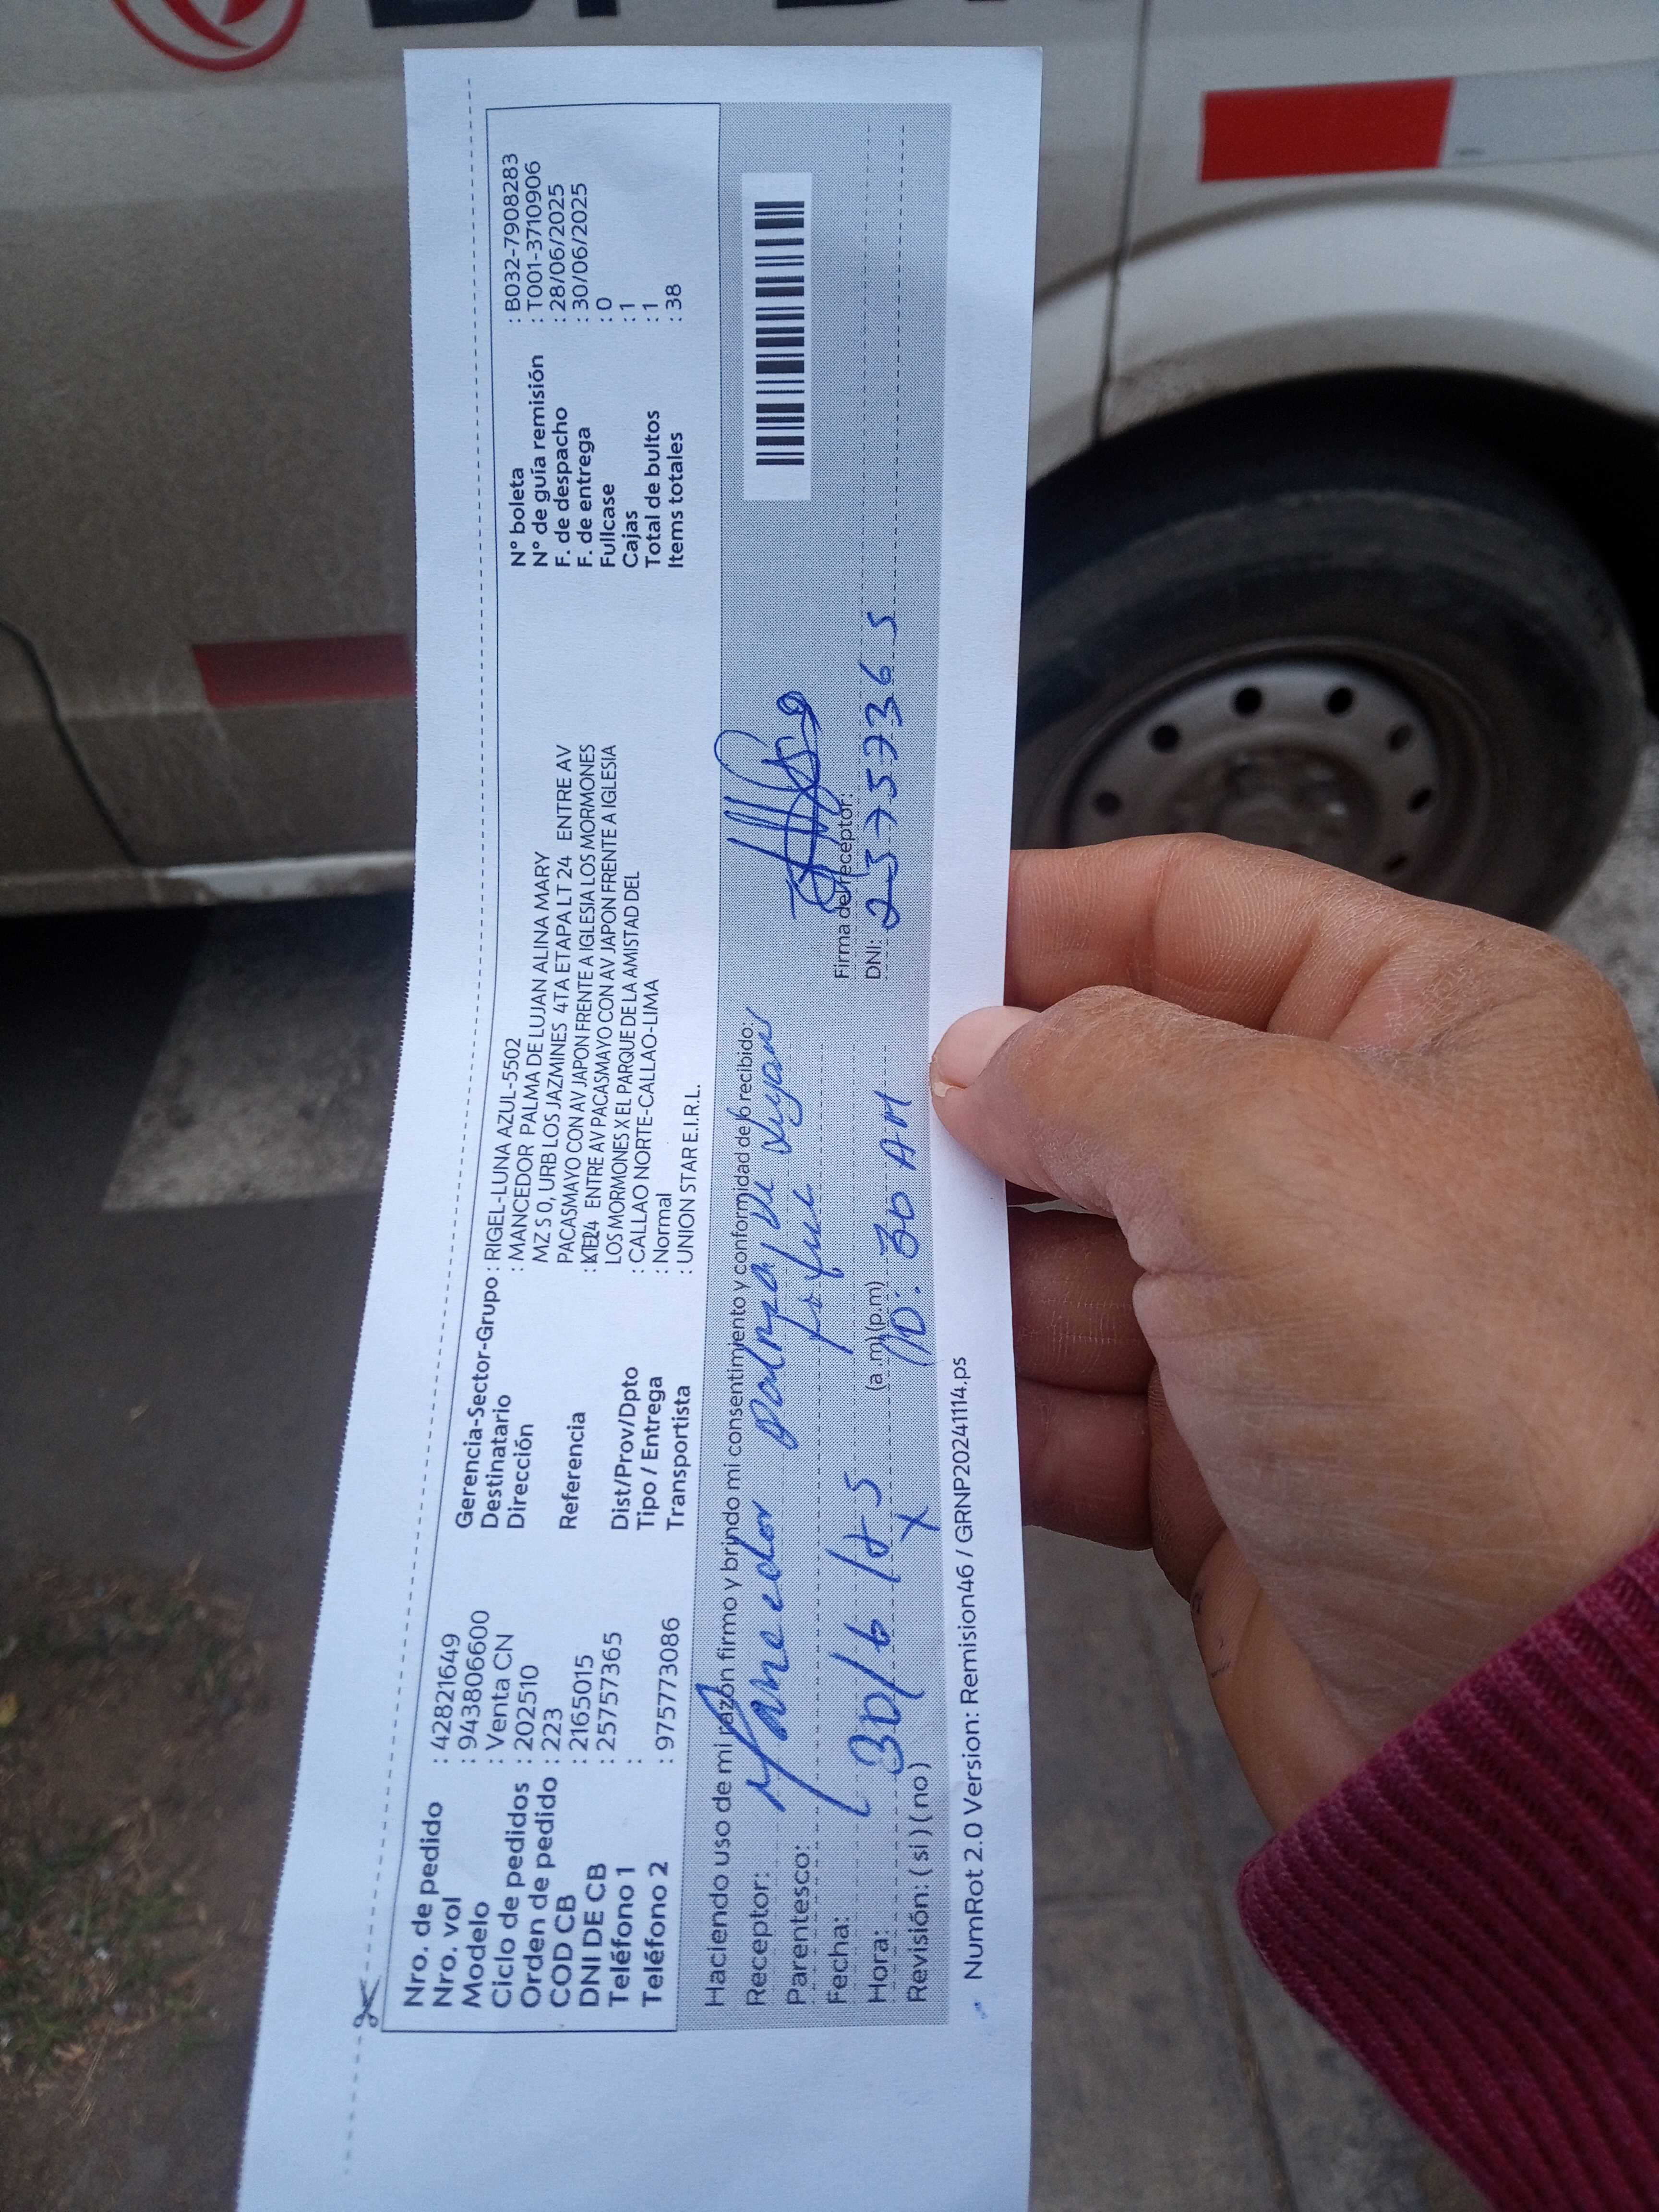 Nro. de pedido : 42821649
Nro. vol : 943806600
Modelo : Venta CN
Ciclo de pedidos : 202510
Orden de pedido : 223
COD CB : 2165015
DNI DE CB : 25757365
Teléfono 1 :
Teléfono 2 : 975773086
Gerencia-Sector-Grupo : RIGEL-LUNA AZUL-5502
Destinatario : MANCEDOR PALMA DE LUJAN ALINA MARY
Dirección MZ S 0, URB LOS JAZMINES 4TA ETAPA LT 24 ENTRE AV
PACASMAYO CON AV JAPON FRENTE A IGLESIA LOS MORMONES
Referencia : ENTRE AV PACASMAYO CON AV JAPON FRENTE A IGLESIA
LOS MORMONES X EL PARQUE DE LA AMISTAD DEL
Dist/Prov/Dpto : CALLAO NORTE-CALLAO-LIMA
Tipo / Entrega : Normal
Transportista : UNION STAR E.I.R.L.
N° boleta : B032-7908283
N° de guía remisión : T001-3710906
F. de despacho : 28/06/2025
F. de entrega : 30/06/2025
Fullcase : 0
Cajas : 1
Total de bultos : 1
Items totales : 38
Haciendo uso de mi razón firmo y brindo mi consentimiento y conformidad de lo recibido:
Receptor: Mancedor Palma De Lujan
Parentesco:
Fecha: 30/6/25
Hora: (a.m) (p.m) 10:30 AM
Revisión: ( si ) ( no ) X
Firma del receptor:
DNI: 25757365
NumRot 2.0 Version: Remision46 / GRNP20241114.ps